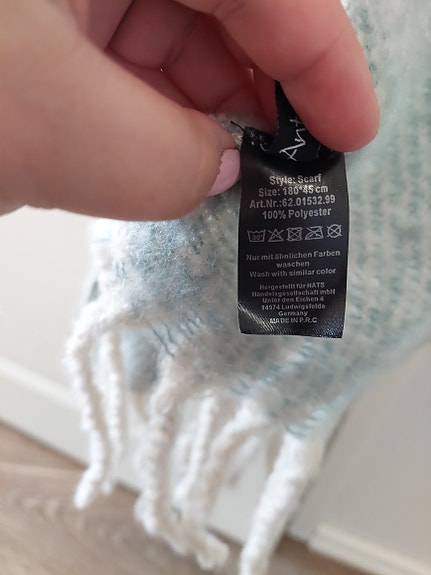 Ant
Style: Scarf
Size: 180*45 cm
Art.Nr.:62.01532.99
100% Polyester
Nur mit ähnlichen Farben
waschen
Wash with similar color
Hergestellt für HATS
Handelsgesellschaft mbH
Unter den Eichen 4
14974 Ludwigsfelde
Germany
MADE IN P.R.C